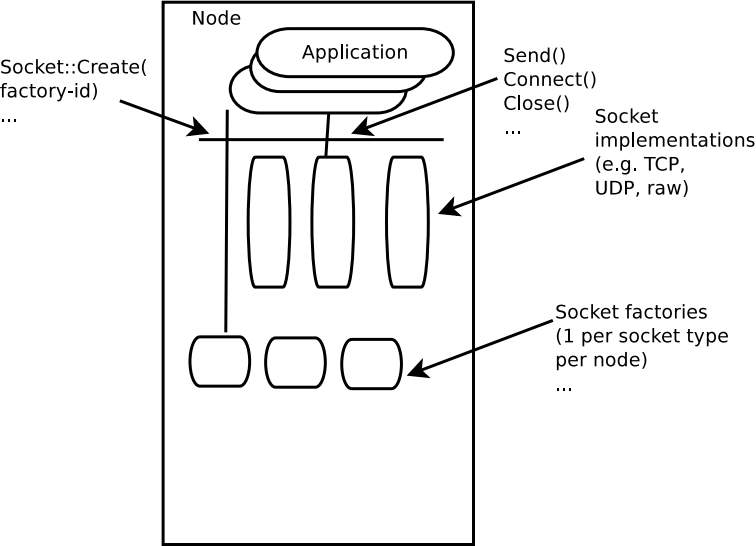 Node
Application
Socket::Create(
factory-id)
...
Send()
Connect()
Close()
...
Socket
implementations
(e.g. TCP,
UDP, raw)
Socket factories
(1 per socket type
per node)
...